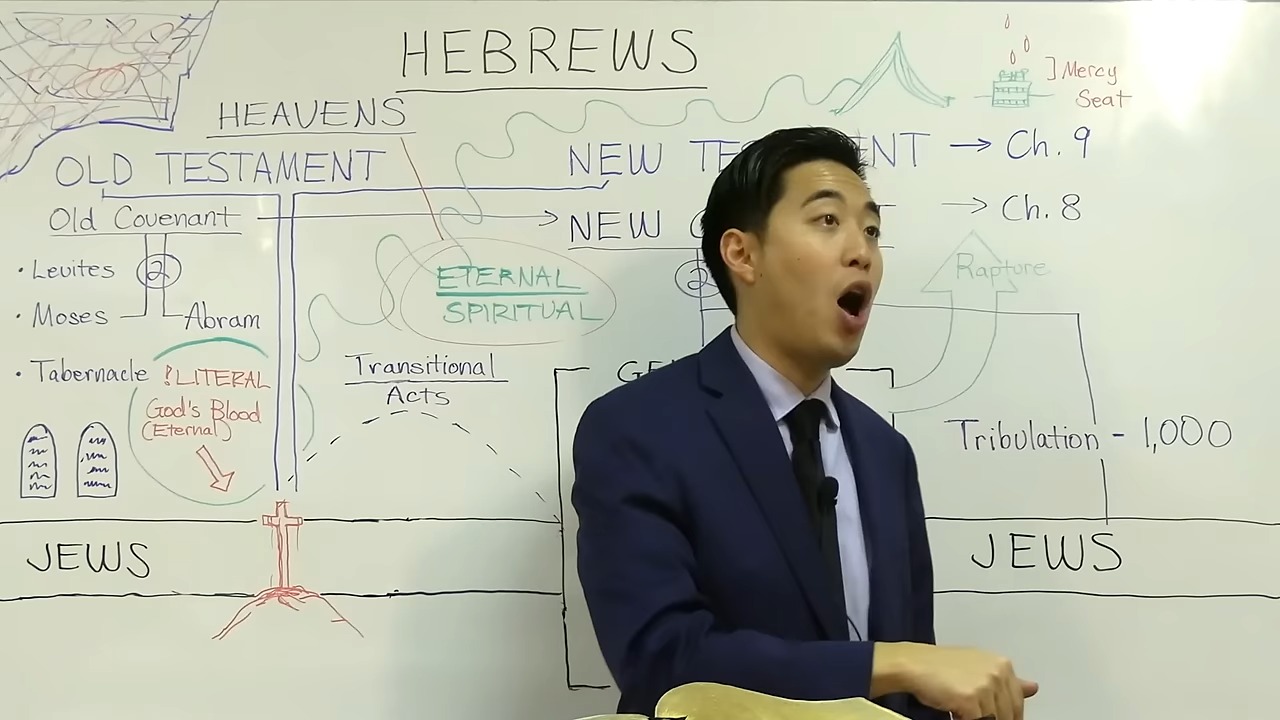 HEBREWS
] Mercy
Seat
HEAVENS
OLD TESTAMENT
NEW TE ENT → Ch. 9
Old Covenant
NEW → Ch. 8
• Levites
2
• Moses
Abram
• Tabernacle
ETERNAL
SPIRITUAL
2
Rapture
Transitional
Acts
! LITERAL
God's Blood
(Eternal)
GE
Tribulation - 1,000
JEWS
JEWS